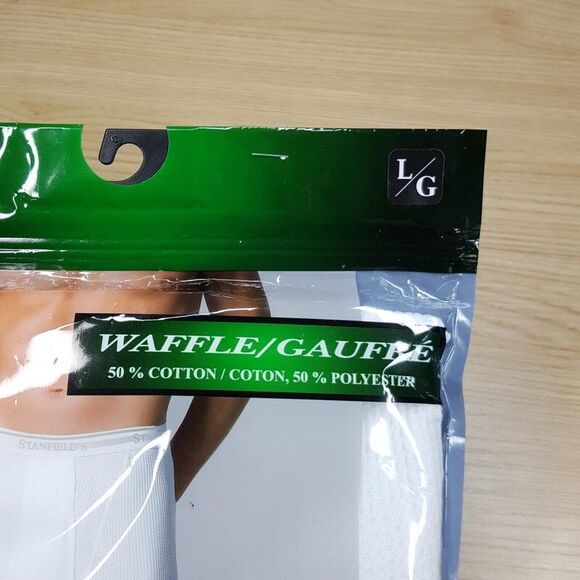 L/G
WAFFLE/GAUFRÉ
50 % COTTON / COTON, 50 % POLYESTER
STANFIELD'S